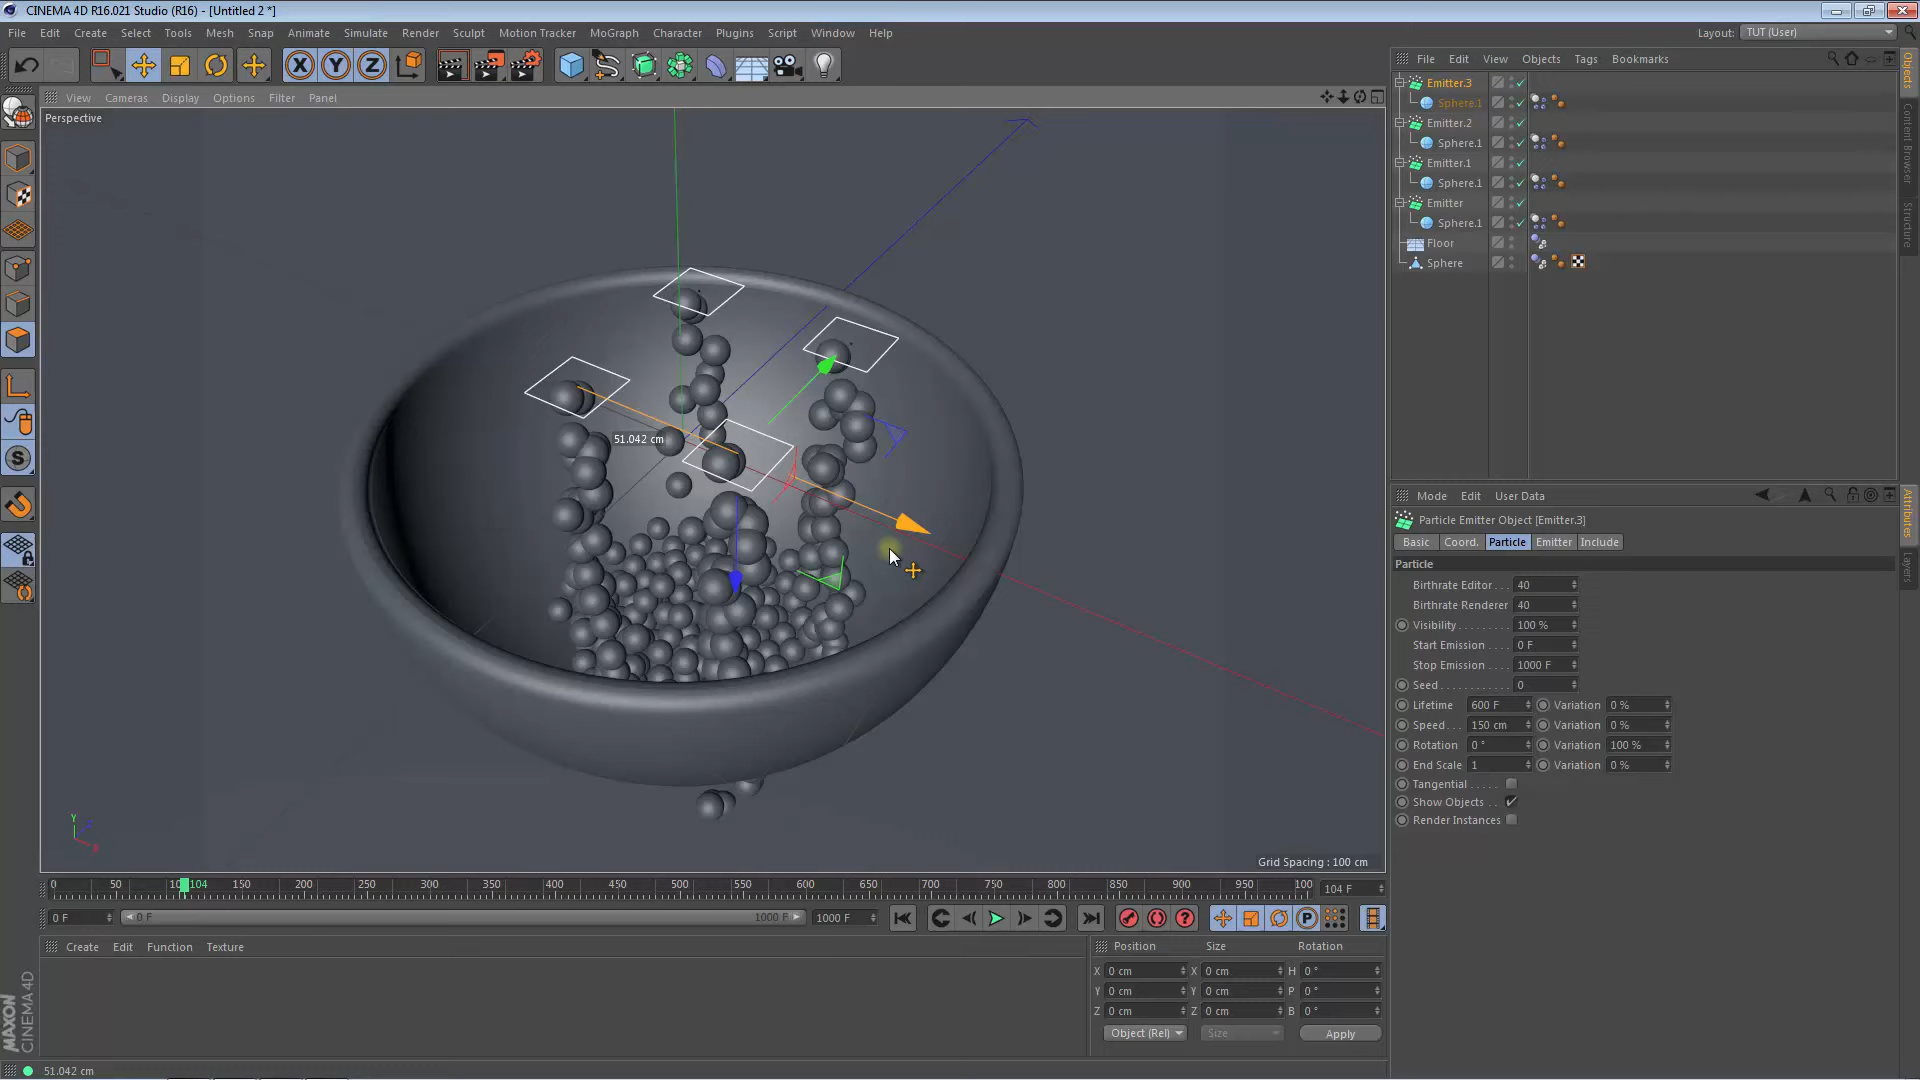 CINEMA 4D R16.021 Studio (R16) - [Untitled 2 *]
File Edit Create Select Tools Mesh Snap Animate Simulate Render Sculpt Motion Tracker MoGraph Character Plugins Script Window Help
Layout: TUT (User)
X Y Z
View Cameras Display Options Filter Panel
Perspective
51.042 cm
Y
Grid Spacing : 100 cm
File Edit View Objects Tags Bookmarks
Emitter.3
Sphere.1
Emitter.2
Sphere.1
Emitter.1
Sphere.1
Emitter
Sphere.1
Floor
Sphere
Objects
Content Browser
Structure
Mode Edit User Data
Particle Emitter Object [Emitter.3]
Basic Coord. Particle Emitter Include
Particle
Birthrate Editor . . . 40
Birthrate Renderer 40
Visibility . . . . . . . 100 %
Start Emission . . . . 0 F
Stop Emission . . . . 1000 F
Seed . . . . . . . . . . . 0
Lifetime 600 F Variation 0 %
Speed . . . 150 cm Variation 0 %
Rotation 0 ° Variation 100 %
End Scale 1 Variation 0 %
Tangential . . . . .
Show Objects . .
Render Instances
Attributes
Layers
0 50 104 150 200 250 300 350 400 450 500 550 600 650 700 750 800 850 900 950 100
104 F
0 F 0 F 1000 F 1000 F
P
Create Edit Function Texture
Position Size Rotation
X 0 cm X 0 cm H 0 °
Y 0 cm Y 0 cm P 0 °
Z 0 cm Z 0 cm B 0 °
Object (Rel) Size Apply
MAXON
CINEMA 4D
51.042 cm